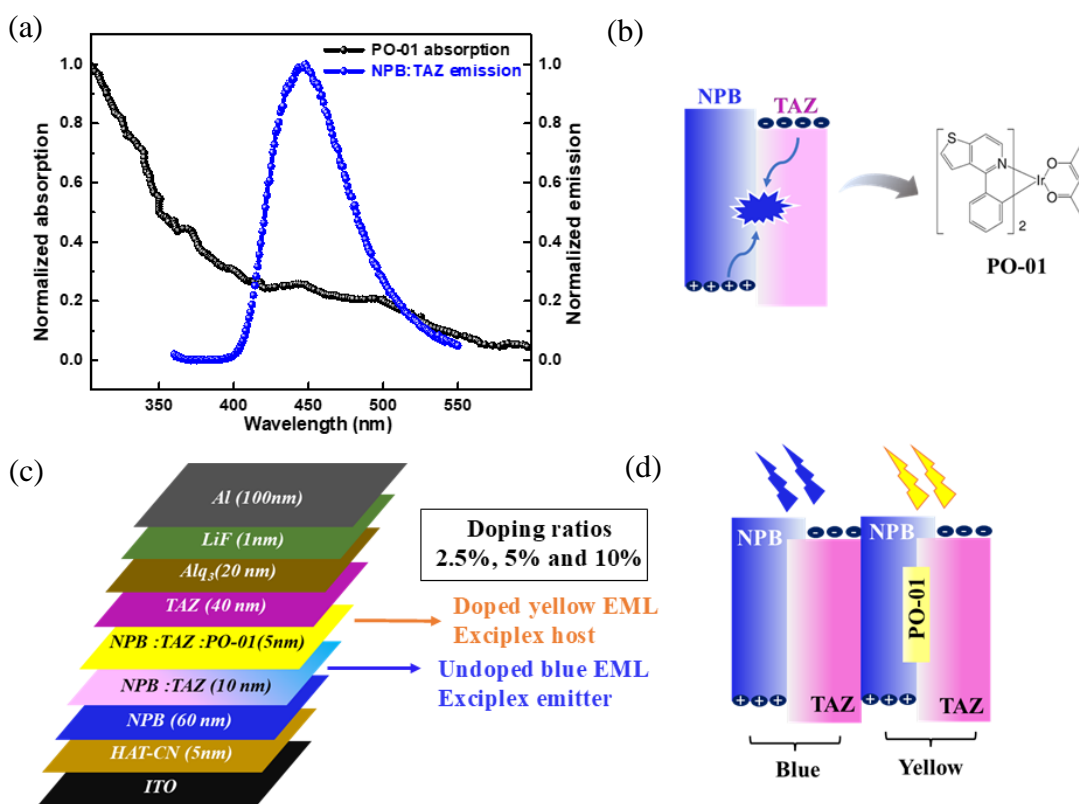 (a)
PO-01 absorption
NPB:TAZ emission
Normalized absorption
1.0
0.8
0.6
0.4
0.2
0.0
1.0
0.8
0.6
0.4
0.2
0.0
Normalized emission
350 400 450 500 550
Wavelength (nm)
(b)
NPB
TAZ
S
N
Ir
O
O
2
PO-01
(c)
Al (100nm)
LiF (1nm)
Alq3(20 nm)
TAZ (40 nm)
NPB :TAZ :PO-01(5nm)
NPB :TAZ (10 nm)
NPB (60 nm)
HAT-CN (5nm)
ITO
Doping ratios
2.5%, 5% and 10%
Doped yellow EML
Exciplex host
Undoped blue EML
Exciplex emitter
(d)
NPB
NPB
PO-01
TAZ
TAZ
Blue
Yellow